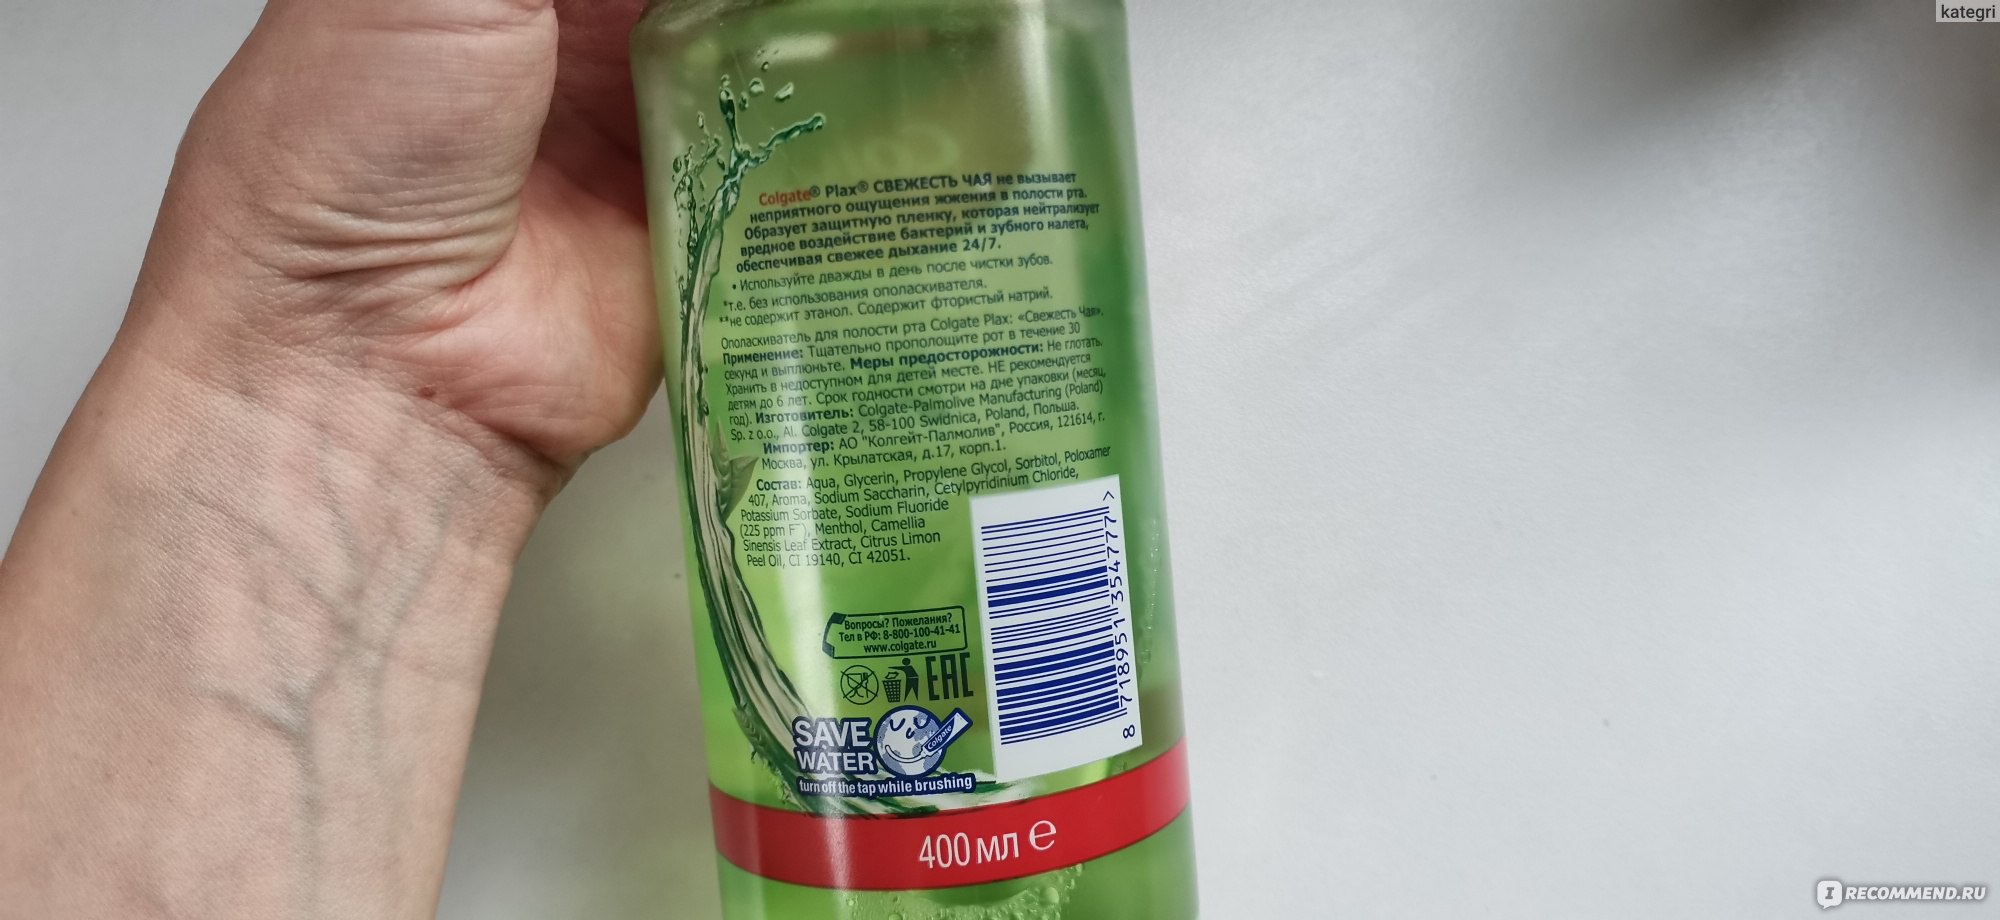 kategri
Colgate® Plax® СВЕЖЕСТЬ ЧАЯ не вызывает
неприятного ощущения жжения в полости рта.
Образует защитную пленку, которая нейтрализует
вредное воздействие бактерий и зубного налета,
обеспечивая свежее дыхание 24/7.
• Используйте дважды в день после чистки зубов.
*т.е. без использования ополаскивателя.
**не содержит этанол. Содержит фтористый натрий.
Ополаскиватель для полости рта Colgate Plax: «Свежесть Чая».
Применение: Тщательно прополощите рот в течение 30
секунд и выплюньте. Меры предосторожности: Не глотать.
Хранить в недоступном для детей месте. НЕ рекомендуется
детям до 6 лет. Срок годности смотри на дне упаковки (месяц,
год). Изготовитель: Colgate-Palmolive Manufacturing (Poland)
Sp. z o.o., Al. Colgate 2, 58-100 Swidnica, Poland, Польша.
Импортер: АО "Колгейт-Палмолив", Россия, 121614, г.
Москва, ул. Крылатская, д.17, корп.1.
Состав: Aqua, Glycerin, Propylene Glycol, Sorbitol, Poloxamer
407, Aroma, Sodium Saccharin, Cetylpyridinium Chloride,
Potassium Sorbate, Sodium Fluoride
(225 ppm F⁻), Menthol, Camellia
Sinensis Leaf Extract, Citrus Limon
Peel Oil, CI 19140, CI 42051.
8 718951 354777 >
Вопросы? Пожелания?
Тел в РФ: 8-800-100-41-41
www.colgate.ru
EAC
SAVE
WATER
Colgate
turn off the tap while brushing
400 мл ℮
I RECOMMEND.RU